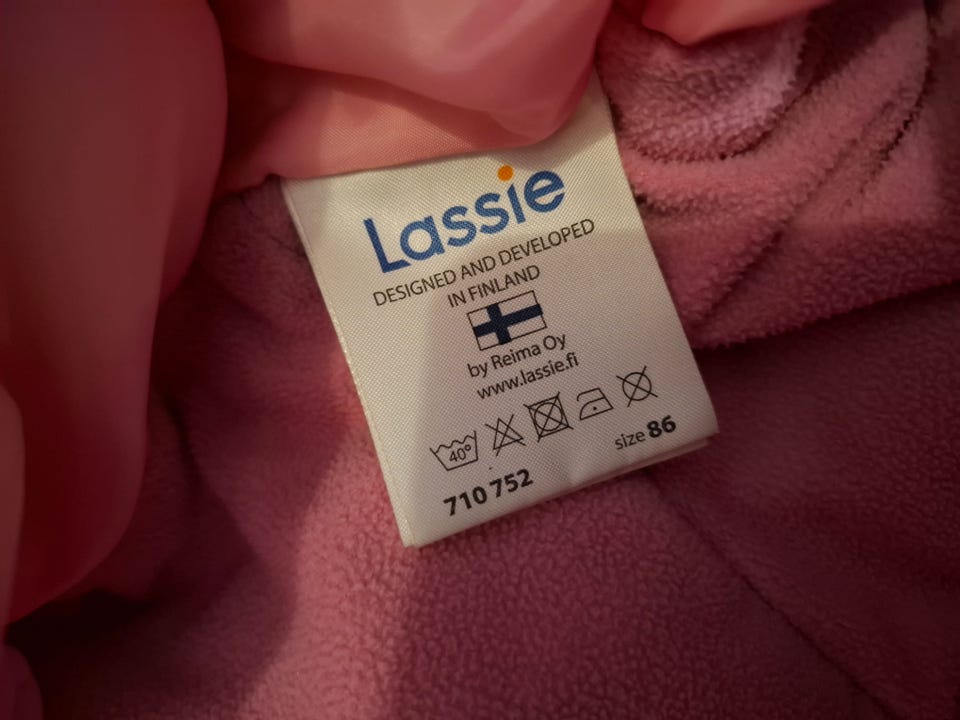 Lassie
DESIGNED AND DEVELOPED
IN FINLAND
by Reima Oy
www.lassie.fi
40°
size 86
710 752